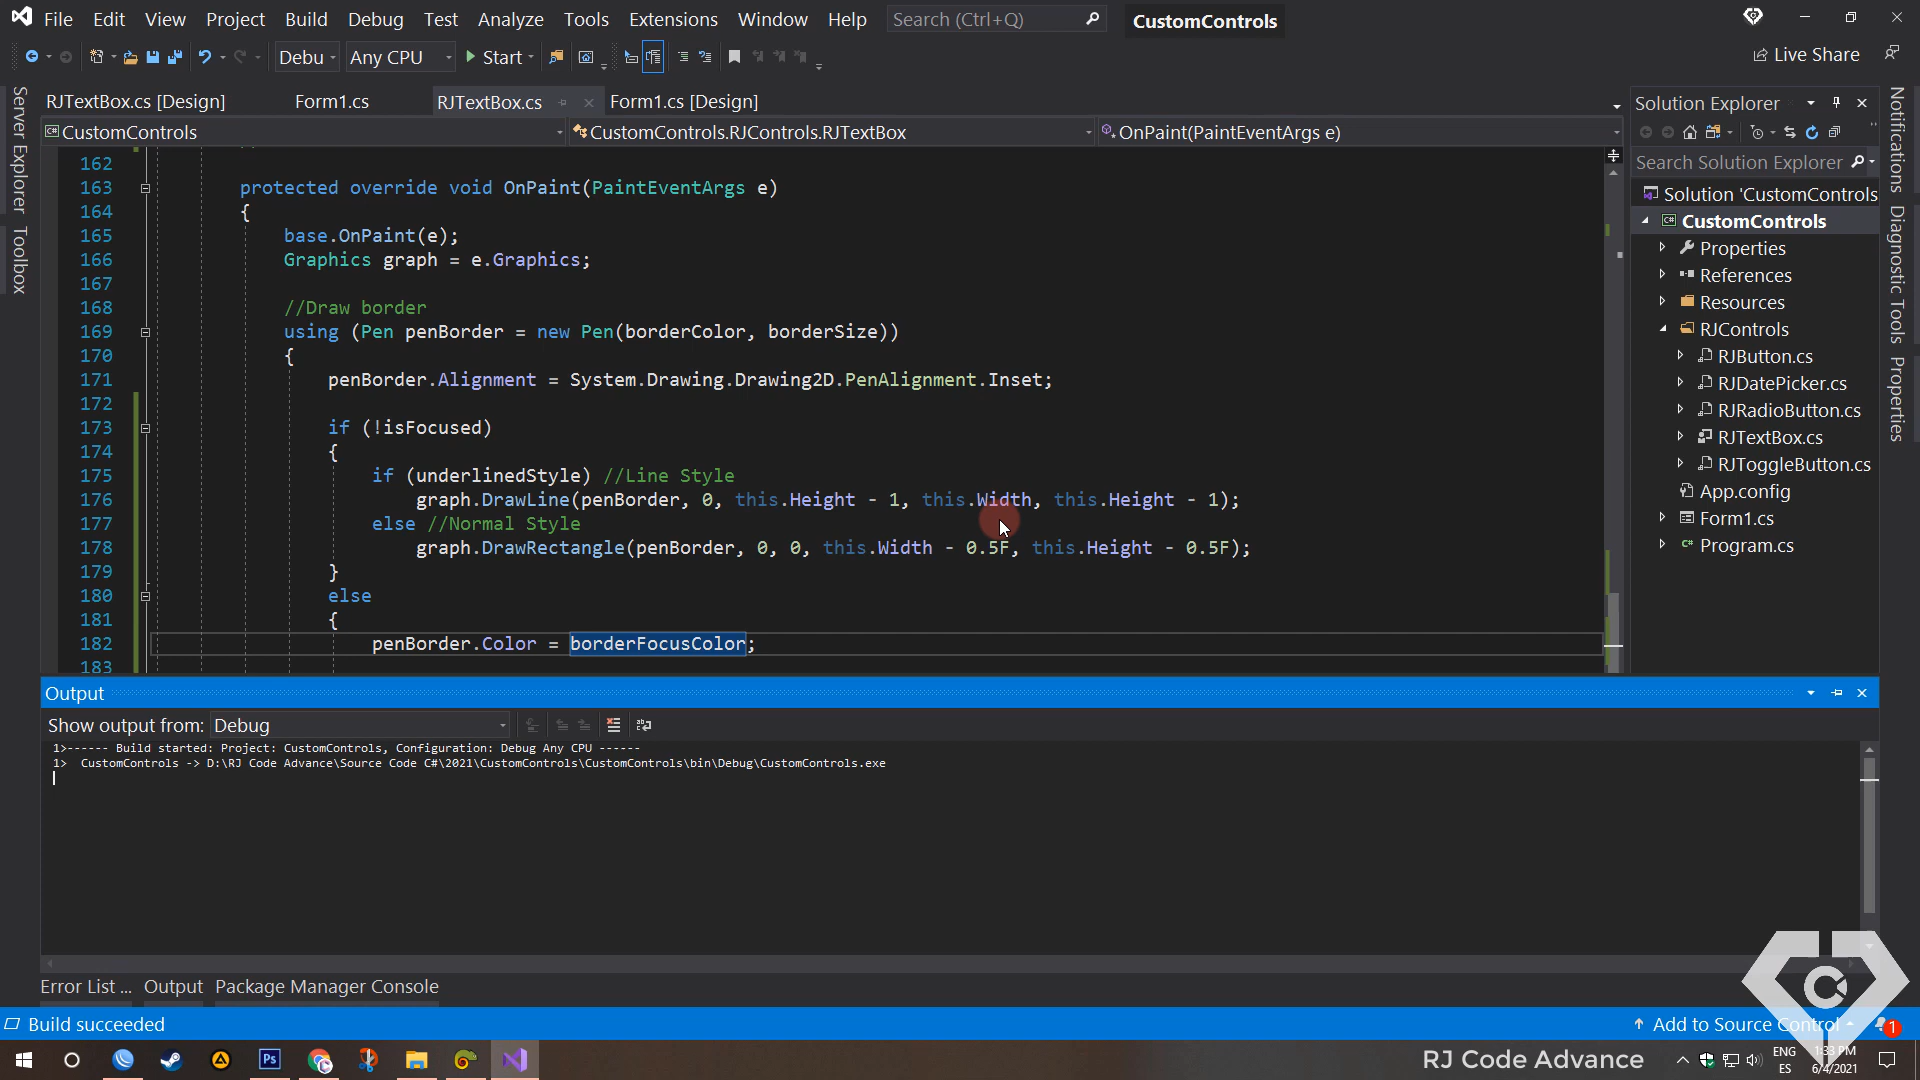 File Edit View Project Build Debug Test Analyze Tools Extensions Window Help Search (Ctrl+Q) CustomControls
Debu Any CPU Start Live Share
Server Explorer
Toolbox
RJTextBox.cs [Design] Form1.cs RJTextBox.cs Form1.cs [Design]
CustomControls CustomControls.RJControls.RJTextBox OnPaint(PaintEventArgs e)
162
163 protected override void OnPaint(PaintEventArgs e)
164 {
165 base.OnPaint(e);
166 Graphics graph = e.Graphics;
167
168 //Draw border
169 using (Pen penBorder = new Pen(borderColor, borderSize))
170 {
171 penBorder.Alignment = System.Drawing.Drawing2D.PenAlignment.Inset;
172
173 if (!isFocused)
174 {
175 if (underlinedStyle) //Line Style
176 graph.DrawLine(penBorder, 0, this.Height - 1, this.Width, this.Height - 1);
177 else //Normal Style
178 graph.DrawRectangle(penBorder, 0, 0, this.Width - 0.5F, this.Height - 0.5F);
179 }
180 else
181 {
182 penBorder.Color = borderFocusColor;
183
Solution Explorer
Search Solution Explorer
Solution 'CustomControls
CustomControls
Properties
References
Resources
RJControls
RJButton.cs
RJDatePicker.cs
RJRadioButton.cs
RJTextBox.cs
RJToggleButton.cs
App.config
Form1.cs
Program.cs
Notifications
Diagnostic Tools
Properties
Output
Show output from: Debug
1>------ Build started: Project: CustomControls, Configuration: Debug Any CPU ------
1> CustomControls -> D:\RJ Code Advance\Source Code C#\2021\CustomControls\CustomControls\bin\Debug\CustomControls.exe
Error List ... Output Package Manager Console
Build succeeded Add to Source Control 1
Ps RJ Code Advance ENG 1:33 PM
ES 6/4/2021